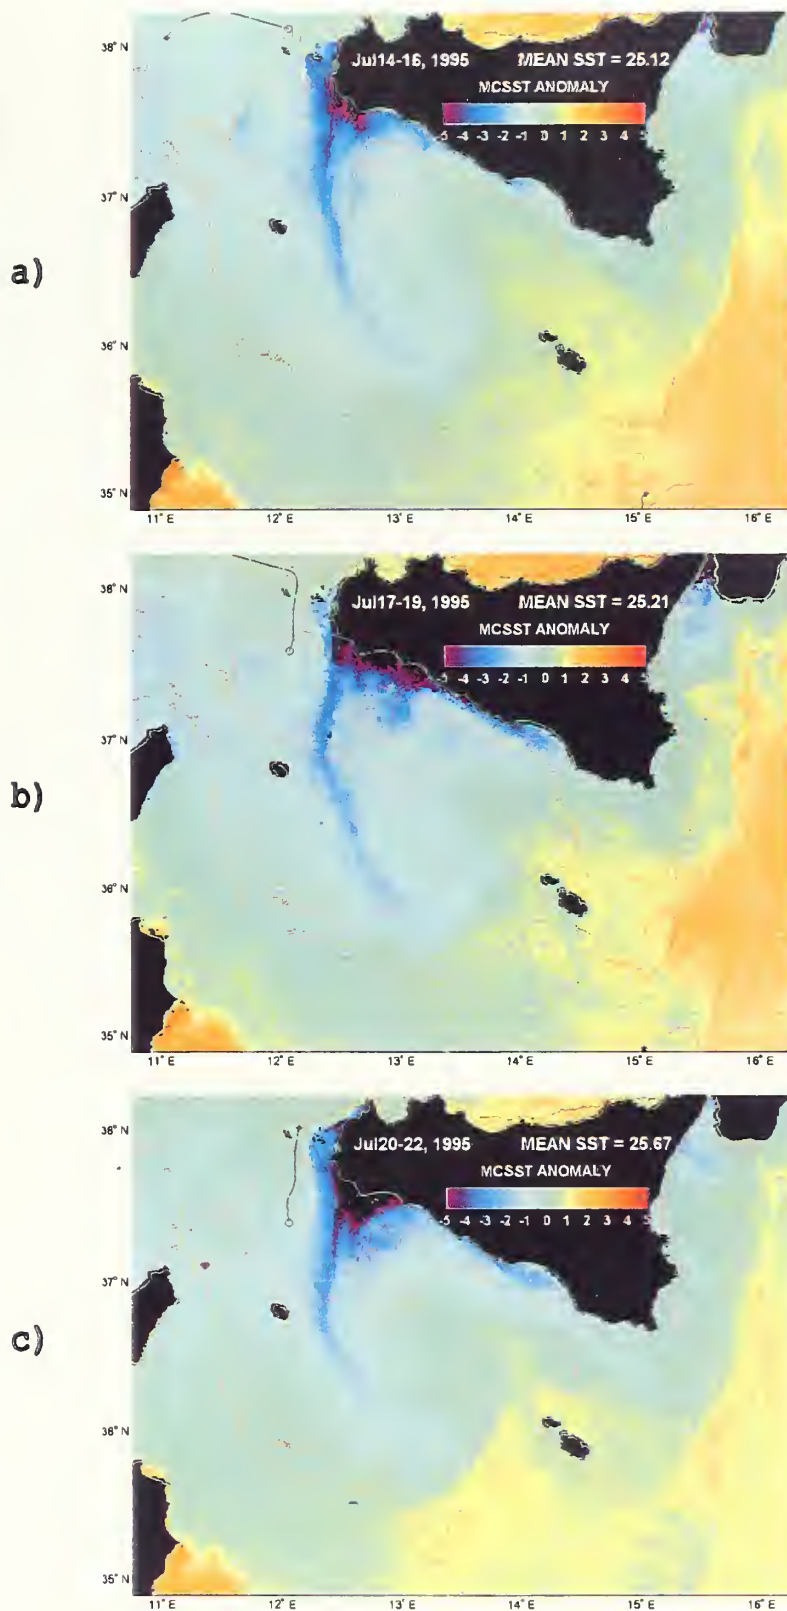 a)
Jul14-16, 1995 MEAN SST = 25.12
MCSST ANOMALY
-5 -4 -3 -2 -1 0 1 2 3 4 5
38° N
37° N
36° N
35° N
11° E 12° E 13° E 14° E 15° E 16° E
b)
Jul17-19, 1995 MEAN SST = 25.21
MCSST ANOMALY
-5 -4 -3 -2 -1 0 1 2 3 4 5
38° N
37° N
36° N
35° N
11° E 12° E 13° E 14° E 15° E 16° E
c)
Jul20-22, 1995 MEAN SST = 25.67
MCSST ANOMALY
-5 -4 -3 -2 -1 0 1 2 3 4 5
38° N
37° N
36° N
35° N
11° E 12° E 13° E 14° E 15° E 16° E